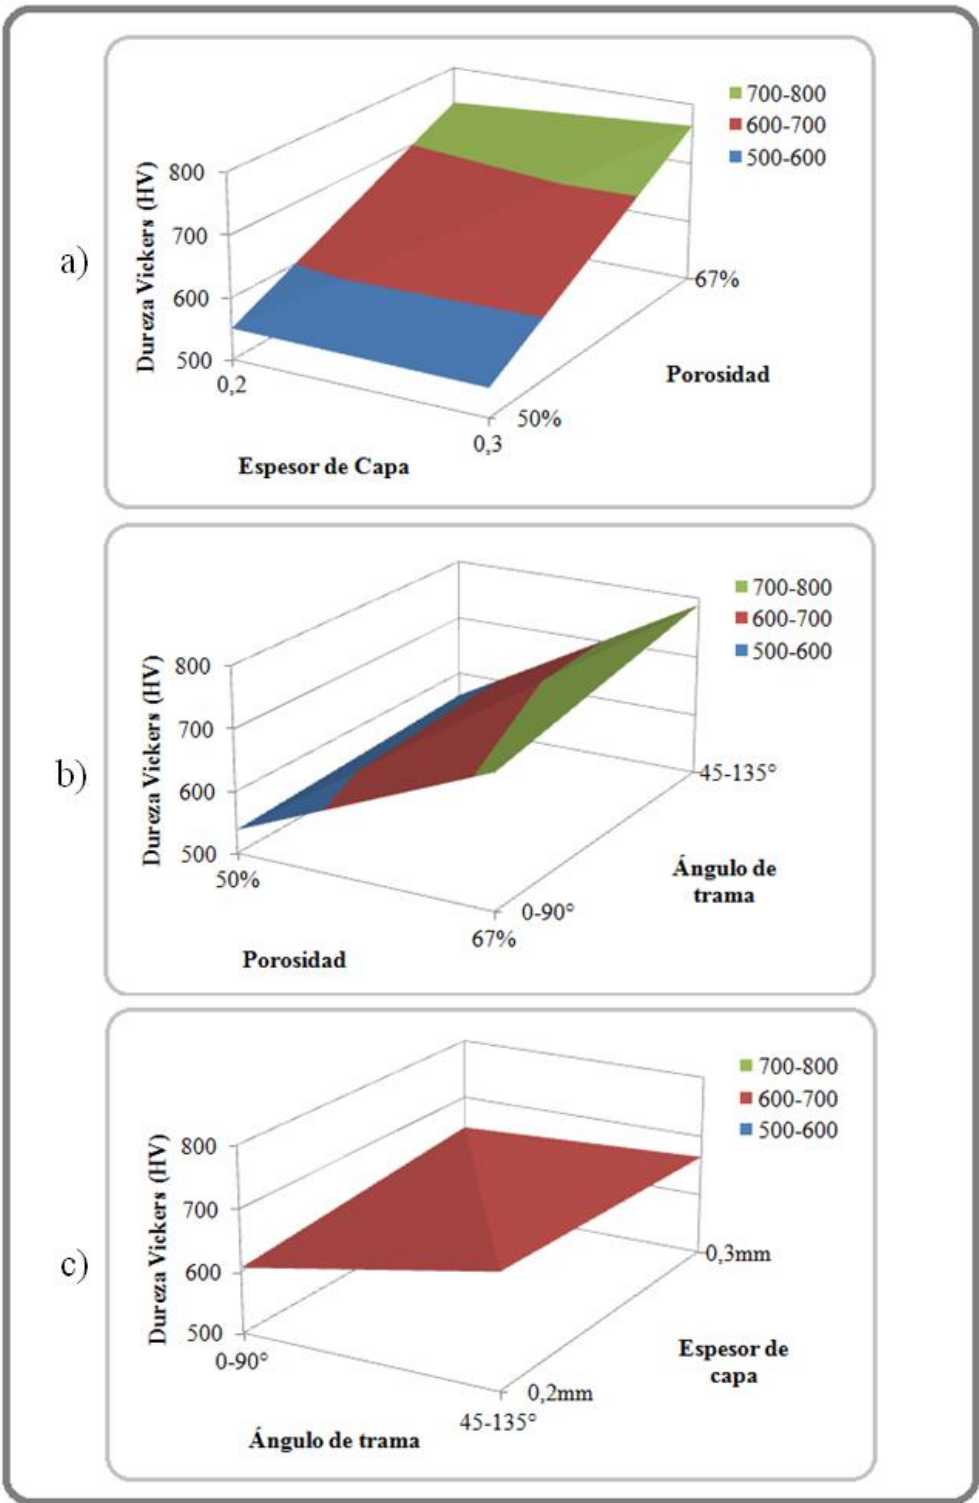 a)
Dureza Vickers (HV)
800
700
600
500
0,2
0,3
Espesor de Capa
50%
67%
Porosidad
700-800
600-700
500-600
b)
Dureza Vickers (HV)
800
700
600
500
50%
67%
Porosidad
0-90°
45-135°
Ángulo de
trama
700-800
600-700
500-600
c)
Dureza Vickers (HV)
800
700
600
500
0-90°
45-135°
Ángulo de trama
0,2mm
0,3mm
Espesor de
capa
700-800
600-700
500-600